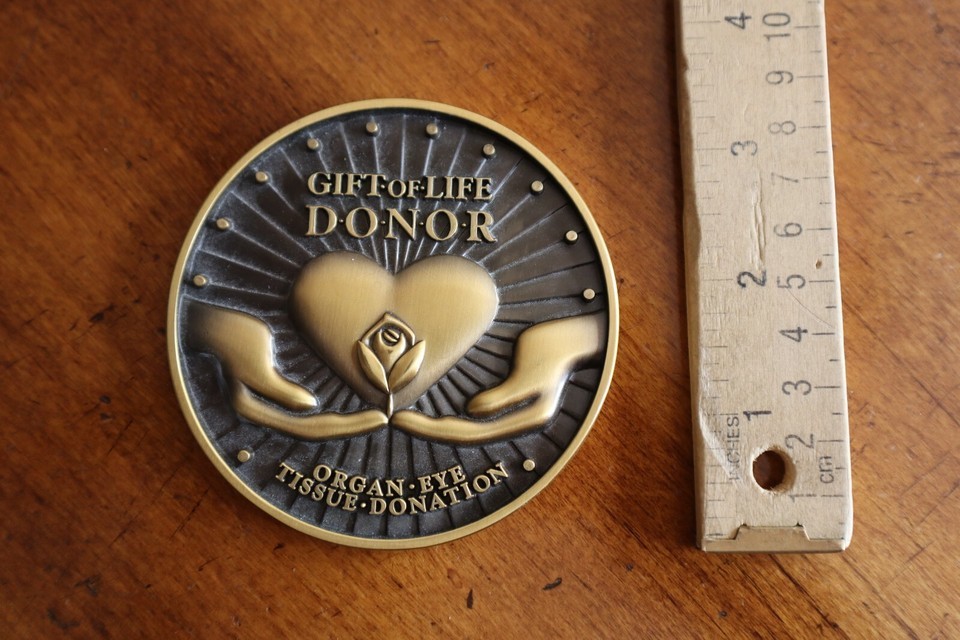 GIFT·OF·LIFE
D·O·N·O·R
ORGAN·EYE
TISSUE·DONATION
4
3
2
1
INCHES
10
9
8
7
6
5
4
3
2
cm